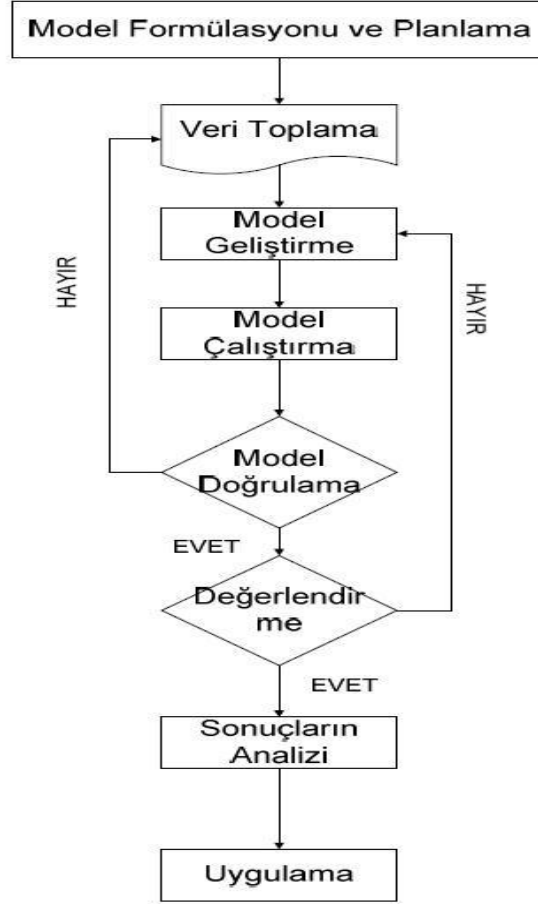 Model Formülasyonu ve Planlama
Veri Toplama
Model
Geliştirme
HAYIR
HAYIR
Model
Çalıştırma
Model
Doğrulama
EVET
Değerlendir
me
EVET
Sonuçların
Analizi
Uygulama